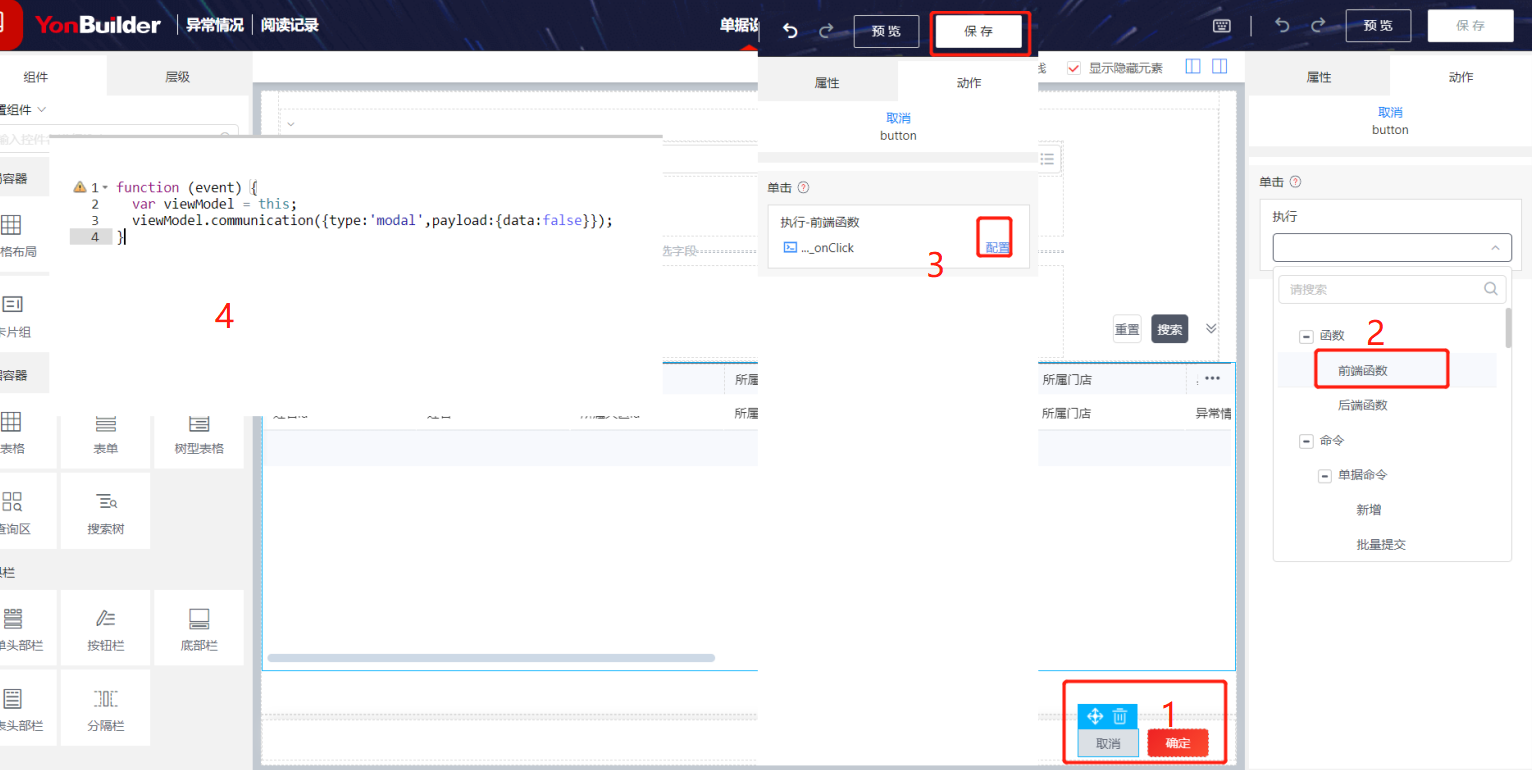 YonBuilder 异常情况 阅读记录
单据设
预览
保存
预览
保存
组件
层级
置组件
显示隐藏元素
属性
动作
取消
button
属性
动作
取消
button
1 function (event) {
2 var viewModel = this;
3 viewModel.communication({type:'modal',payload:{data:false}});
4 }
4
容器
格布局
卡片组
容器
选字段
单击
执行-前端函数
..._onClick
配置
3
单击
执行
请搜索
函数
2
前端函数
后端函数
命令
单据命令
新增
批量提交
重置
搜索
所属
所属门店
所属
所属门店
异常情
表格
表单
树型表格
查询区
搜索树
栏
单头部栏
按钮栏
底部栏
表头部栏
分隔栏
1
取消
确定